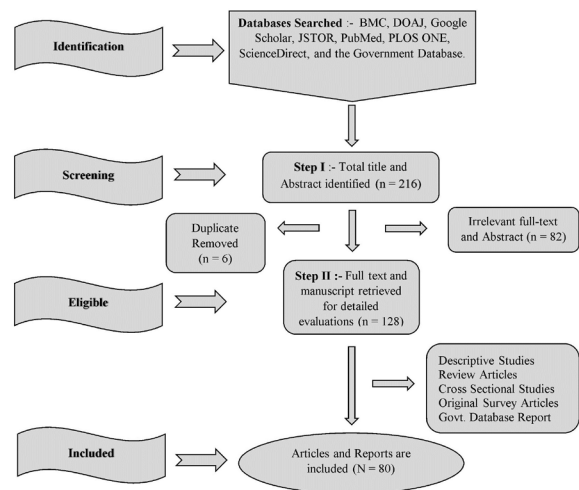 Identification
Databases Searched :- BMC, DOAJ, Google
Scholar, JSTOR, PubMed, PLOS ONE,
ScienceDirect, and the Government Database.
Screening
Step I :- Total title and
Abstract identified (n = 216)
Duplicate
Removed
(n = 6)
Irrelevant full-text
and Abstract (n = 82)
Eligible
Step II :- Full text and
manuscript retrieved
for detailed
evaluations (n = 128)
Descriptive Studies
Review Articles
Cross Sectional Studies
Original Survey Articles
Govt. Database Report
Included
Articles and Reports are
included (N = 80)